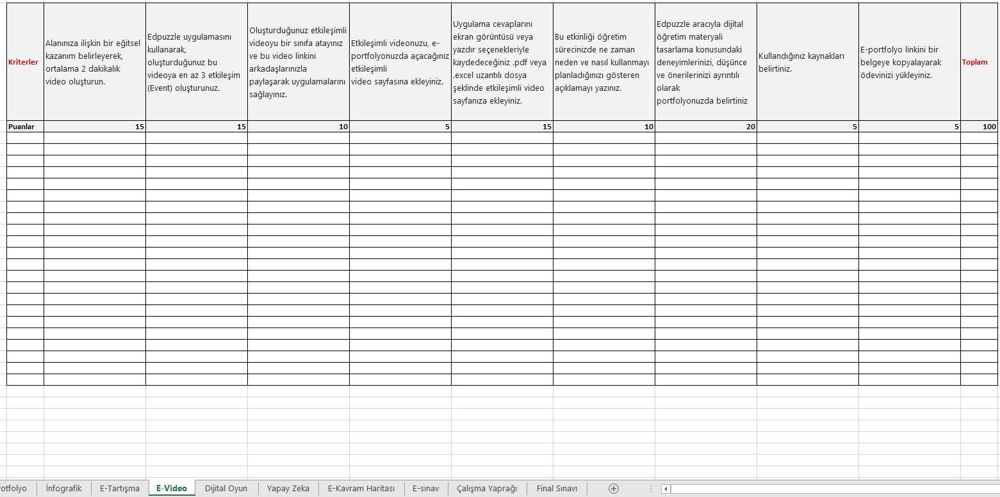 Kriterler
Alanınıza ilişkin bir eğitsel
kazanım belirleyerek,
ortalama 2 dakikalık
video oluşturun.
Edpuzzle uygulamasını
kullanarak,
oluşturduğunuz bu
videoya en az 3 etkileşim
(Event) oluşturunuz.
Oluşturduğunuz etkileşimli
videoyu bir sınıfa atayınız
ve bu video linkini
arkadaşlarınızla
paylaşarak uygulamalarını
sağlayınız.
Etkileşimli videonuzu, e-
portfolyonuzda açacağınız
etkileşimli
video sayfasına ekleyiniz.
Uygulama cevaplarını
ekran görüntüsü veya
yazdır seçenekleriyle
kaydedeceğiniz .pdf veya
.excel uzantılı dosya
şeklinde etkileşimli video
sayfanıza ekleyiniz.
Bu etkinliği öğretim
sürecinizde ne zaman
neden ve nasıl kullanmayı
planladığınızı gösteren
açıklamayı yazınız.
Edpuzzle aracıyla dijital
öğretim materyali
tasarlama konusundaki
deneyimlerinizi, düşünce
ve önerilerinizi ayrıntılı
olarak
portfolyonuzda belirtiniz
Kullandığınız kaynakları
belirtiniz.
E-portfolyo linkini bir
belgeye kopyalayarak
ödevinizi yükleyiniz.
Toplam
Puanlar 15 15 10 5 15 10 20 5 5 100
rotfolyo İnfografik E-Tartışma E-Video Dijital Oyun Yapay Zeka E-Kavram Haritası E-sınav Çalışma Yaprağı Final Sınavı